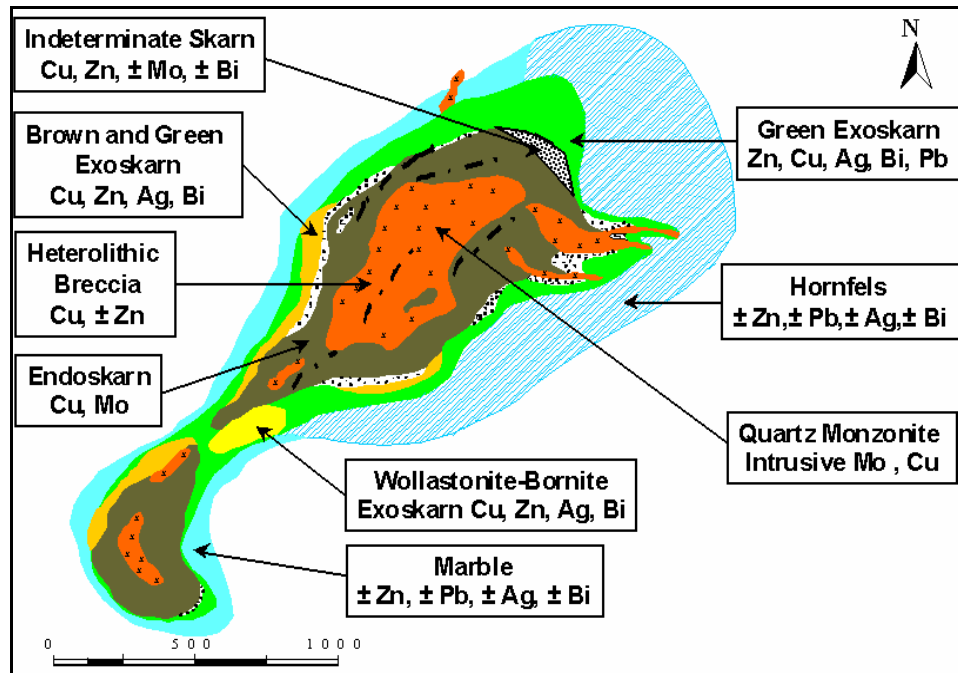 Indeterminate Skarn
Cu, Zn, ± Mo, ± Bi
N
Brown and Green
Exoskarn
Cu, Zn, Ag, Bi
Green Exoskarn
Zn, Cu, Ag, Bi, Pb
Heterolithic
Breccia
Cu, ± Zn
Hornfels
± Zn,± Pb,± Ag,± Bi
Endoskarn
Cu, Mo
Quartz Monzonite
Intrusive Mo , Cu
Wollastonite-Bornite
Exoskarn Cu, Zn, Ag, Bi
Marble
± Zn, ± Pb, ± Ag, ± Bi
0 500 1000